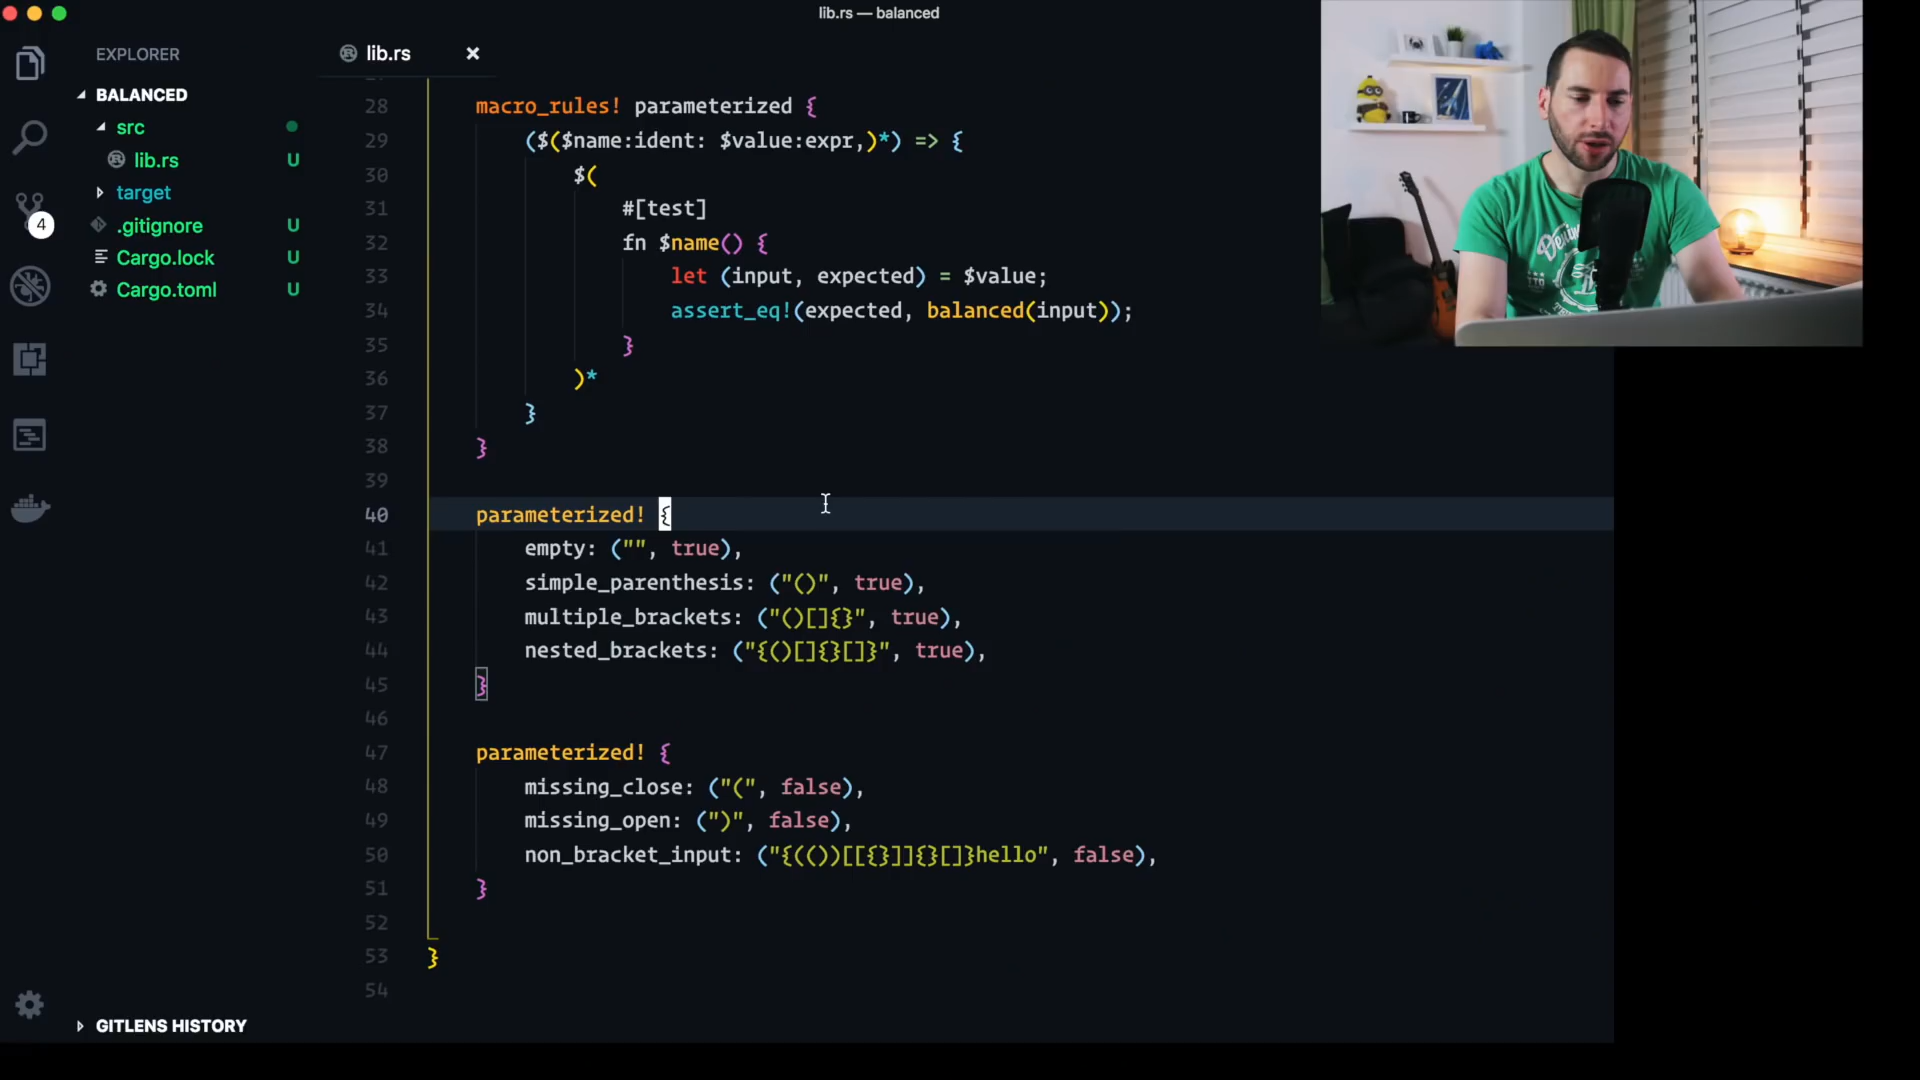 lib.rs — balanced
EXPLORER
lib.rs
BALANCED
src
lib.rs U
target
.gitignore U
Cargo.lock U
Cargo.toml U
4
GITLENS HISTORY
28 macro_rules! parameterized {
29 ($($name:ident: $value:expr,)*) => {
30 $(
31 #[test]
32 fn $name() {
33 let (input, expected) = $value;
34 assert_eq!(expected, balanced(input));
35 }
36 )*
37 }
38 }
39
40 parameterized! {
41 empty: ("", true),
42 simple_parenthesis: ("()", true),
43 multiple_brackets: ("()[]{}", true),
44 nested_brackets: ("{()[]{}[]}", true),
45 }
46
47 parameterized! {
48 missing_close: ("(", false),
49 missing_open: (")", false),
50 non_bracket_input: ("{(())[[{}]]{}[]}hello", false),
51 }
52
53 }
54